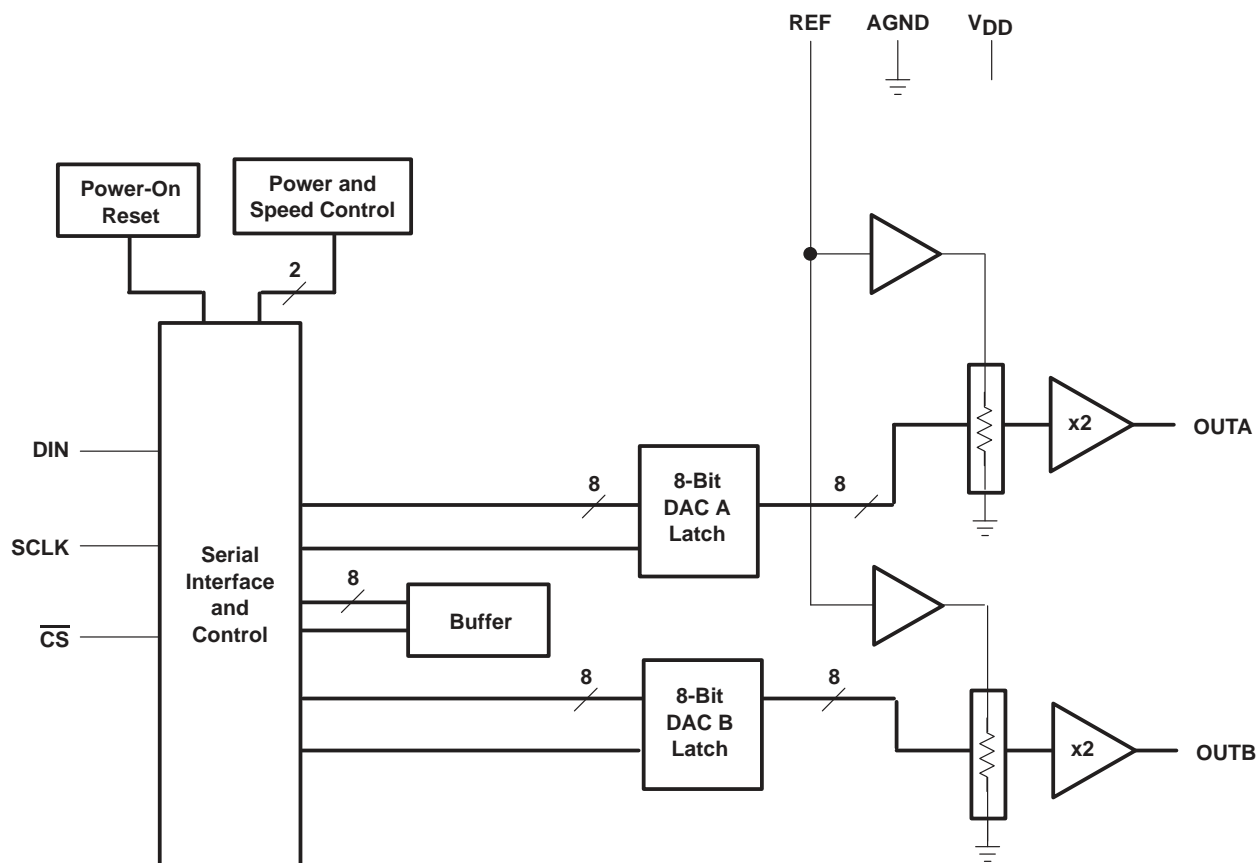 REF AGND VDD
Power-On
Reset
Power and
Speed Control
2
DIN
SCLK
CS
Serial
Interface
and
Control
8
8-Bit
DAC A
Latch
8
x2
OUTA
8
Buffer
8
8-Bit
DAC B
Latch
8
x2
OUTB